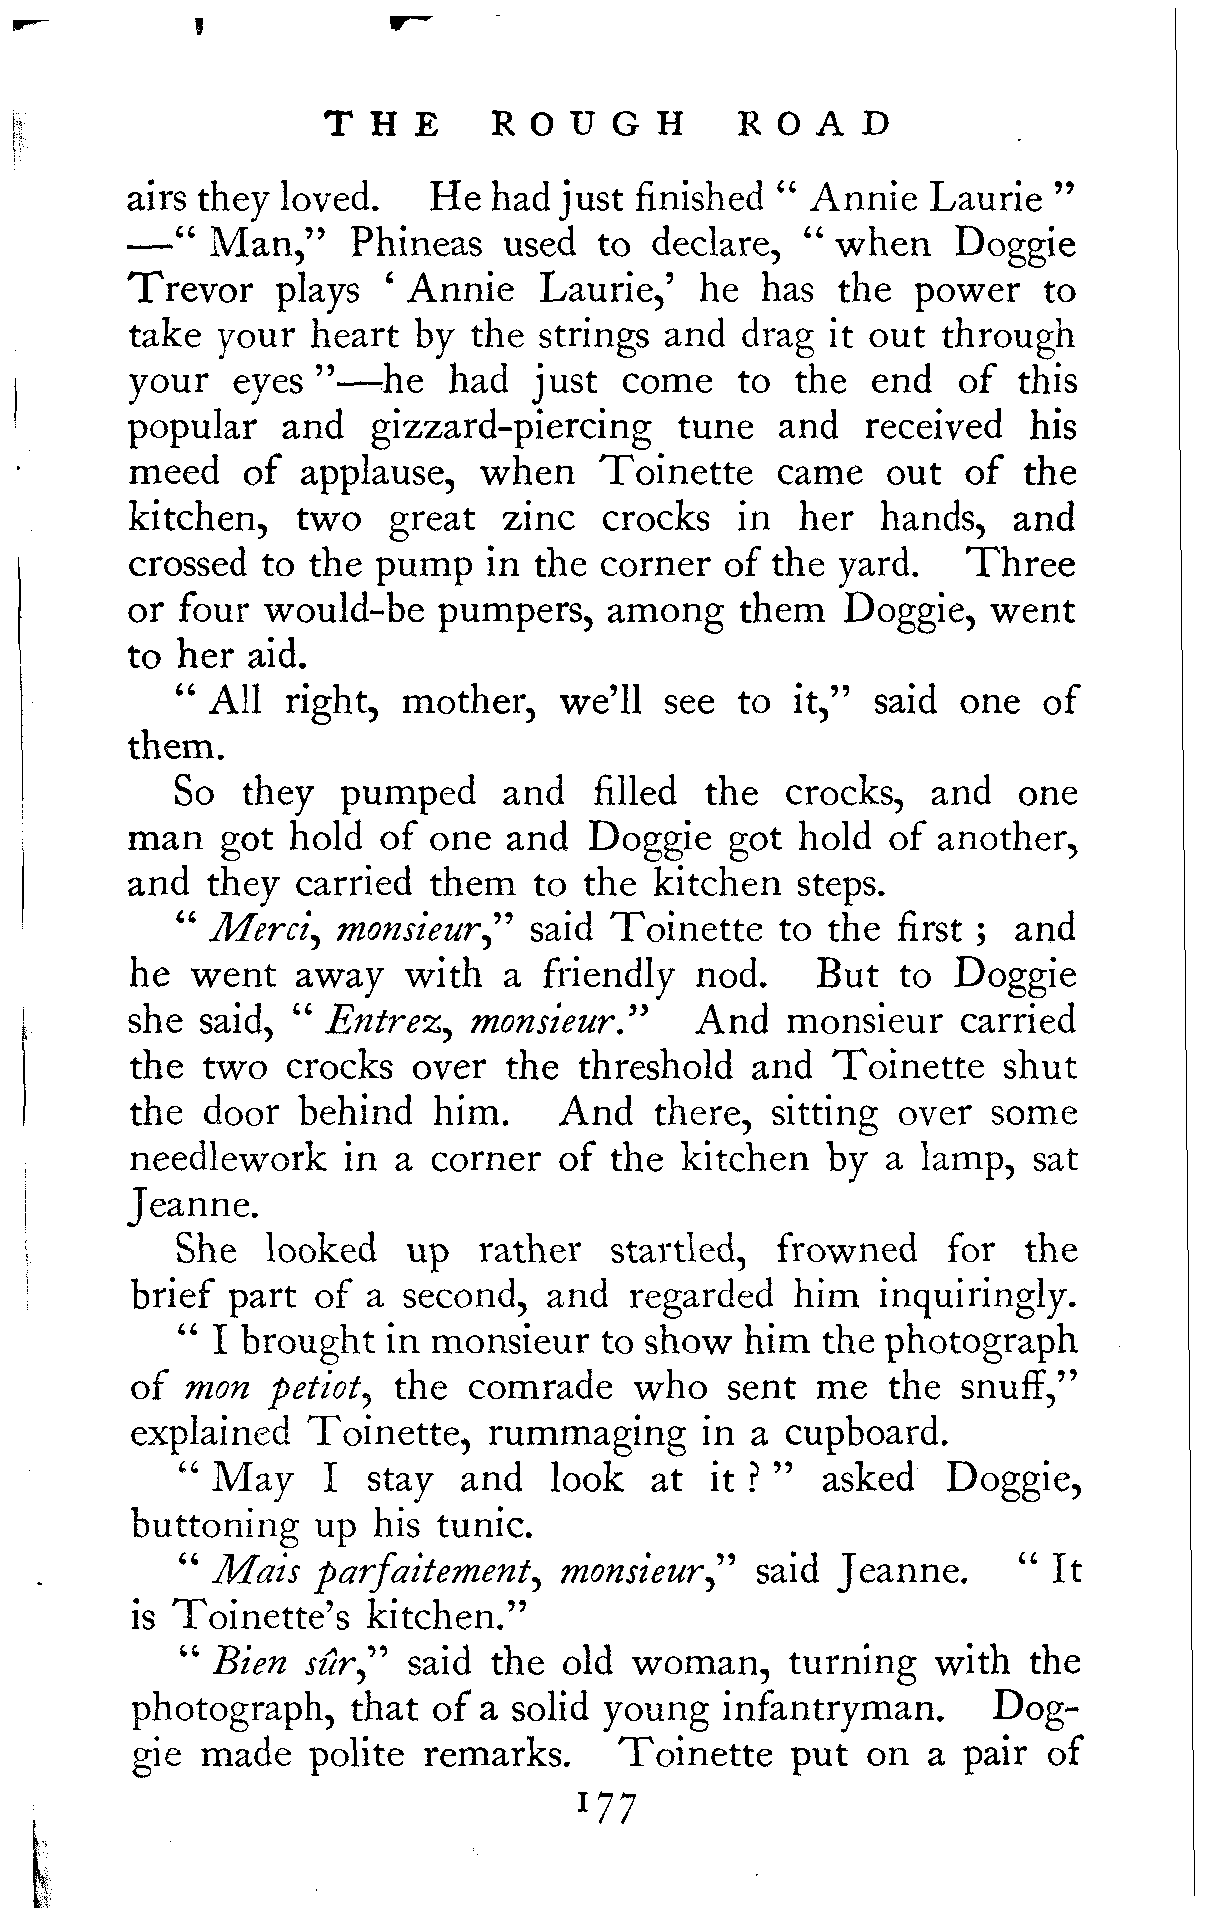 THE ROUGH ROAD
airs they loved. He had just finished “ Annie Laurie ”
—“ Man,” Phineas used to declare, “ when Doggie
Trevor plays ‘ Annie Laurie,’ he has the power to
take your heart by the strings and drag it out through
your eyes ”—he had just come to the end of this
popular and gizzard-piercing tune and received his
meed of applause, when Toinette came out of the
kitchen, two great zinc crocks in her hands, and
crossed to the pump in the corner of the yard. Three
or four would-be pumpers, among them Doggie, went
to her aid.
“ All right, mother, we’ll see to it,” said one of
them.
So they pumped and filled the crocks, and one
man got hold of one and Doggie got hold of another,
and they carried them to the kitchen steps.
“ Merci, monsieur,” said Toinette to the first ; and
he went away with a friendly nod. But to Doggie
she said, “ Entrez, monsieur.” And monsieur carried
the two crocks over the threshold and Toinette shut
the door behind him. And there, sitting over some
needlework in a corner of the kitchen by a lamp, sat
Jeanne.
She looked up rather startled, frowned for the
brief part of a second, and regarded him inquiringly.
“ I brought in monsieur to show him the photograph
of mon petiot, the comrade who sent me the snuff,”
explained Toinette, rummaging in a cupboard.
“ May I stay and look at it ? ” asked Doggie,
buttoning up his tunic.
“ Mais parfaitement, monsieur,” said Jeanne. “ It
is Toinette’s kitchen.”
“ Bien sûr,” said the old woman, turning with the
photograph, that of a solid young infantryman. Dog-
gie made polite remarks. Toinette put on a pair of
177